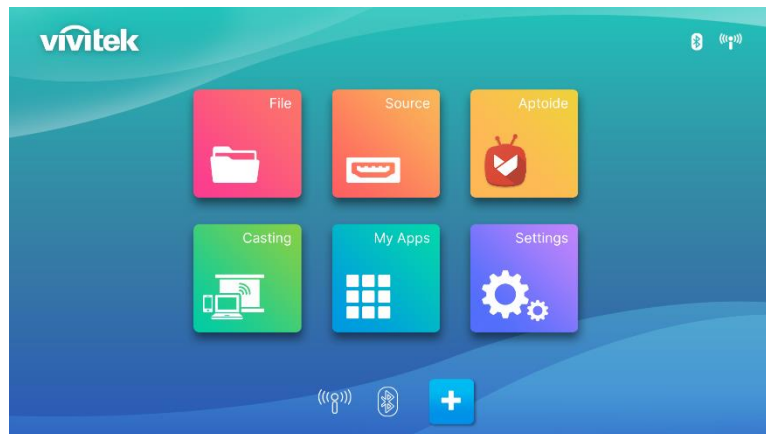 vivitek
File
Source
Aptoide
Casting
My Apps
Settings